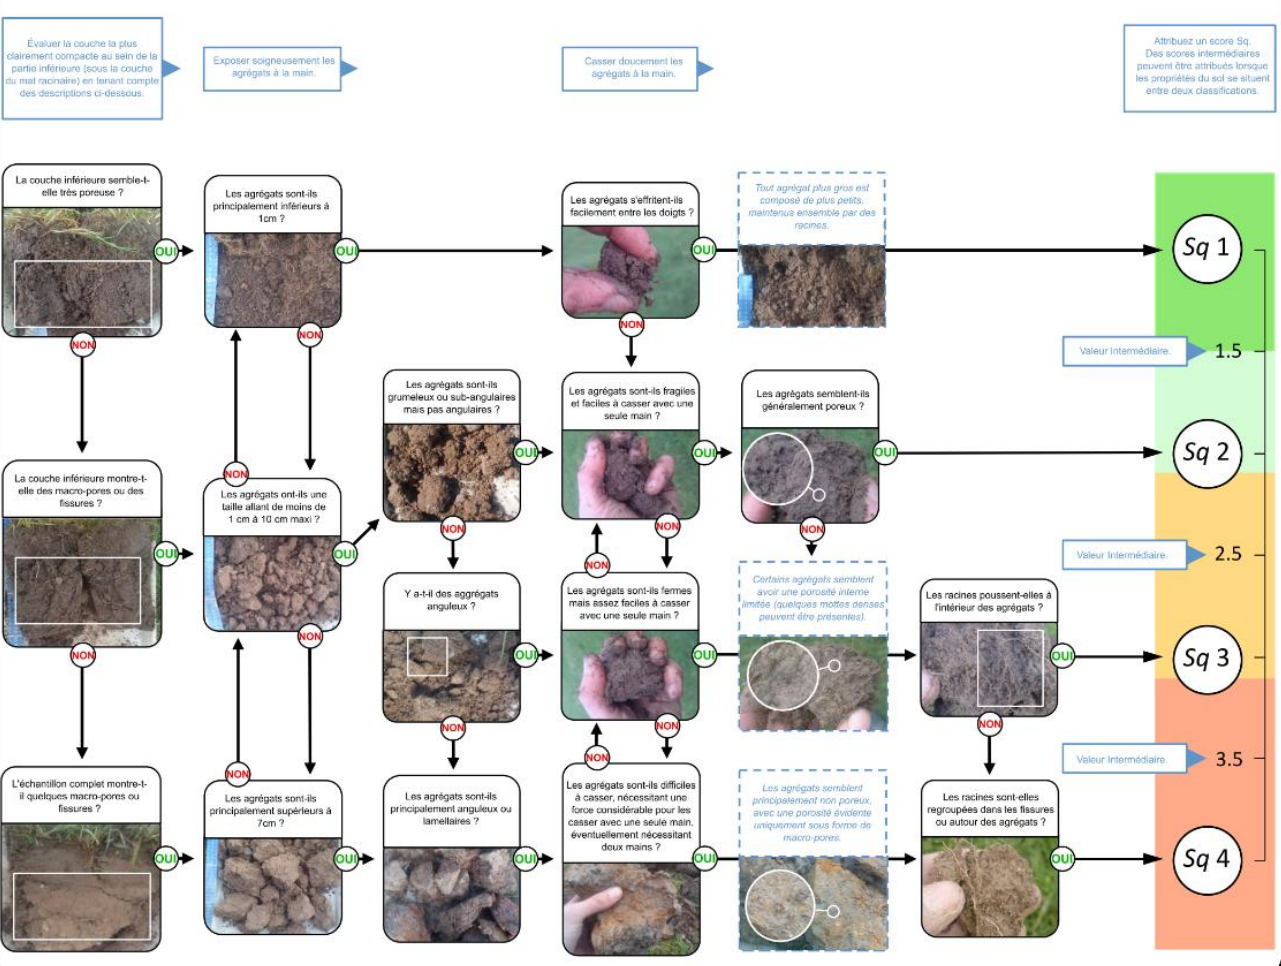 Évaluer la couche la plus
clairement compacte au sein de la
partie inférieure (sous la couche
du mat racinaire) en tenant compte
des descriptions ci-dessous.
Exposer soigneusement les
agrégats à la main.
Casser doucement les
agrégats à la main.
Attribuez un score Sq.
Des scores intermédiaires
peuvent être attribués lorsque
les propriétés du sol se situent
entre deux classifications.
La couche inférieure semble-t-
elle très poreuse ?
OUI
NON
Les agrégats sont-ils
principalement inférieurs à
1cm ?
OUI
NON
Les agrégats s'effritent-ils
facilement entre les doigts ?
OUI
NON
Tout agrégat plus gros est
composé de plus petits,
maintenus ensemble par des
racines.
Sq 1
Valeur Intermédiaire.
1.5
La couche inférieure montre-t-
elle des macro-pores ou des
fissures ?
OUI
NON
NON
Les agrégats ont-ils une
taille allant de moins de
1 cm à 10 cm maxi ?
OUI
NON
Les agrégats sont-ils
grumeleux ou sub-angulaires
mais pas angulaires ?
OUI
NON
Les agrégats sont-ils fragiles
et faciles à casser avec une
seule main ?
OUI
NON
Les agrégats semblent-ils
généralement poreux ?
OUI
NON
Sq 2
Valeur Intermédiaire.
2.5
Y a-t-il des aggrégats
anguleux ?
OUI
NON
NON
Les agrégats sont-ils fermes
mais assez faciles à casser
avec une seule main ?
OUI
NON
Certains agrégats semblent
avoir une porosité interne
limitée (quelques mottes denses
peuvent être présentes).
Les racines poussent-elles à
l'intérieur des agrégats ?
OUI
NON
Sq 3
Valeur Intermédiaire.
3.5
L'échantillon complet montre-t-
il quelques macro-pores ou
fissures ?
OUI
NON
Les agrégats sont-ils
principalement supérieurs à
7cm ?
OUI
Les agrégats sont-ils
principalement anguleux ou
lamellaires ?
OUI
NON
Les agrégats sont-ils difficiles
à casser, nécessitant une
force considérable pour les
casser avec une seule main,
éventuellement nécessitant
deux mains ?
OUI
Les agrégats semblent
principalement non poreux,
avec une porosité évidente
uniquement sous forme de
macro-pores.
Les racines sont-elles
regroupées dans les fissures
ou autour des agrégats ?
OUI
Sq 4